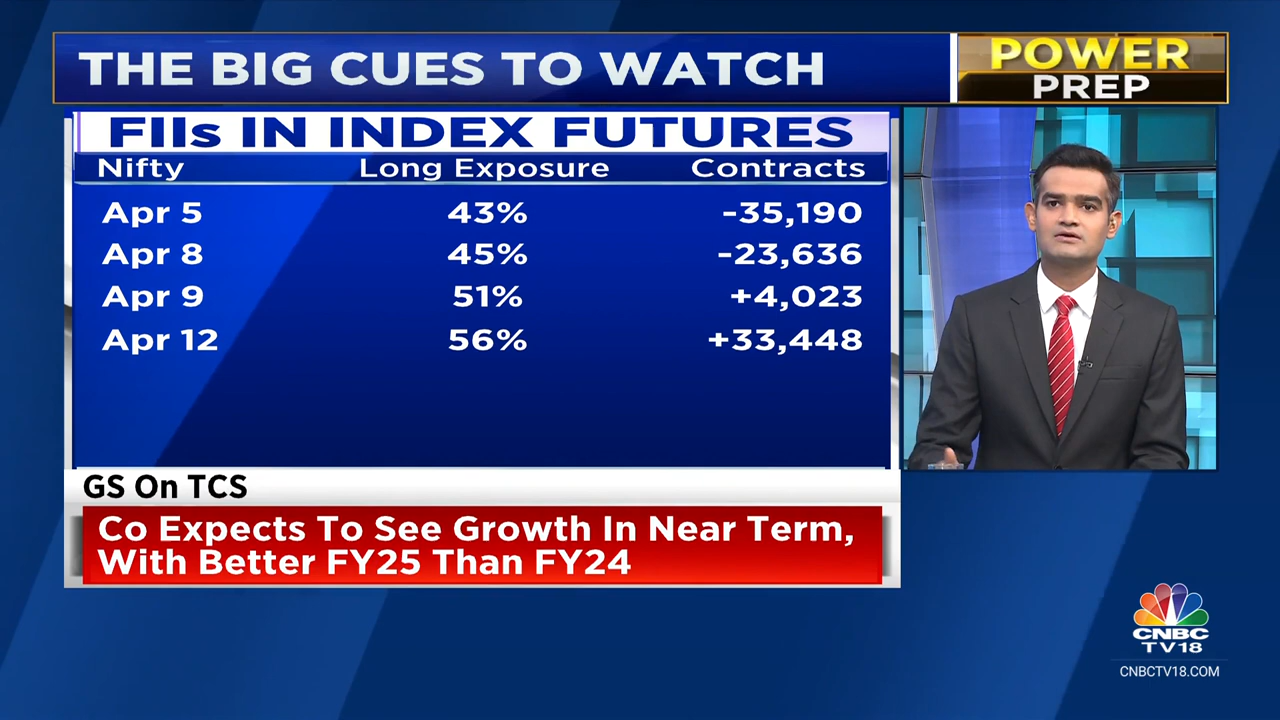 THE BIG CUES TO WATCH
POWER
PREP
FIIs IN INDEX FUTURES
Nifty Long Exposure Contracts
Apr 5 43% -35,190
Apr 8 45% -23,636
Apr 9 51% +4,023
Apr 12 56% +33,448
GS On TCS
Co Expects To See Growth In Near Term,
With Better FY25 Than FY24
CNBC
TV18
CNBCTV18.COM